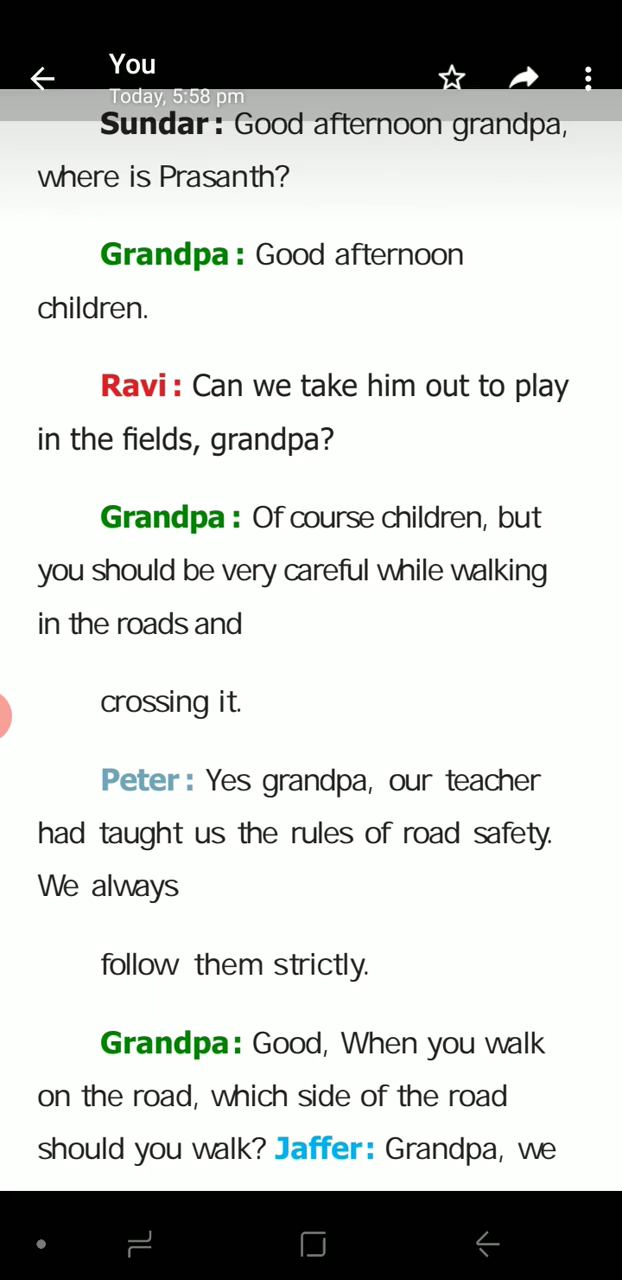 You
Today, 5:58 pm
Sundar : Good afternoon grandpa,
where is Prasanth?
Grandpa : Good afternoon
children.
Ravi : Can we take him out to play
in the fields, grandpa?
Grandpa : Of course children, but
you should be very careful while walking
in the roads and
crossing it.
Peter : Yes grandpa, our teacher
had taught us the rules of road safety.
We always
follow them strictly.
Grandpa : Good, When you walk
on the road, which side of the road
should you walk? Jaffer : Grandpa, we